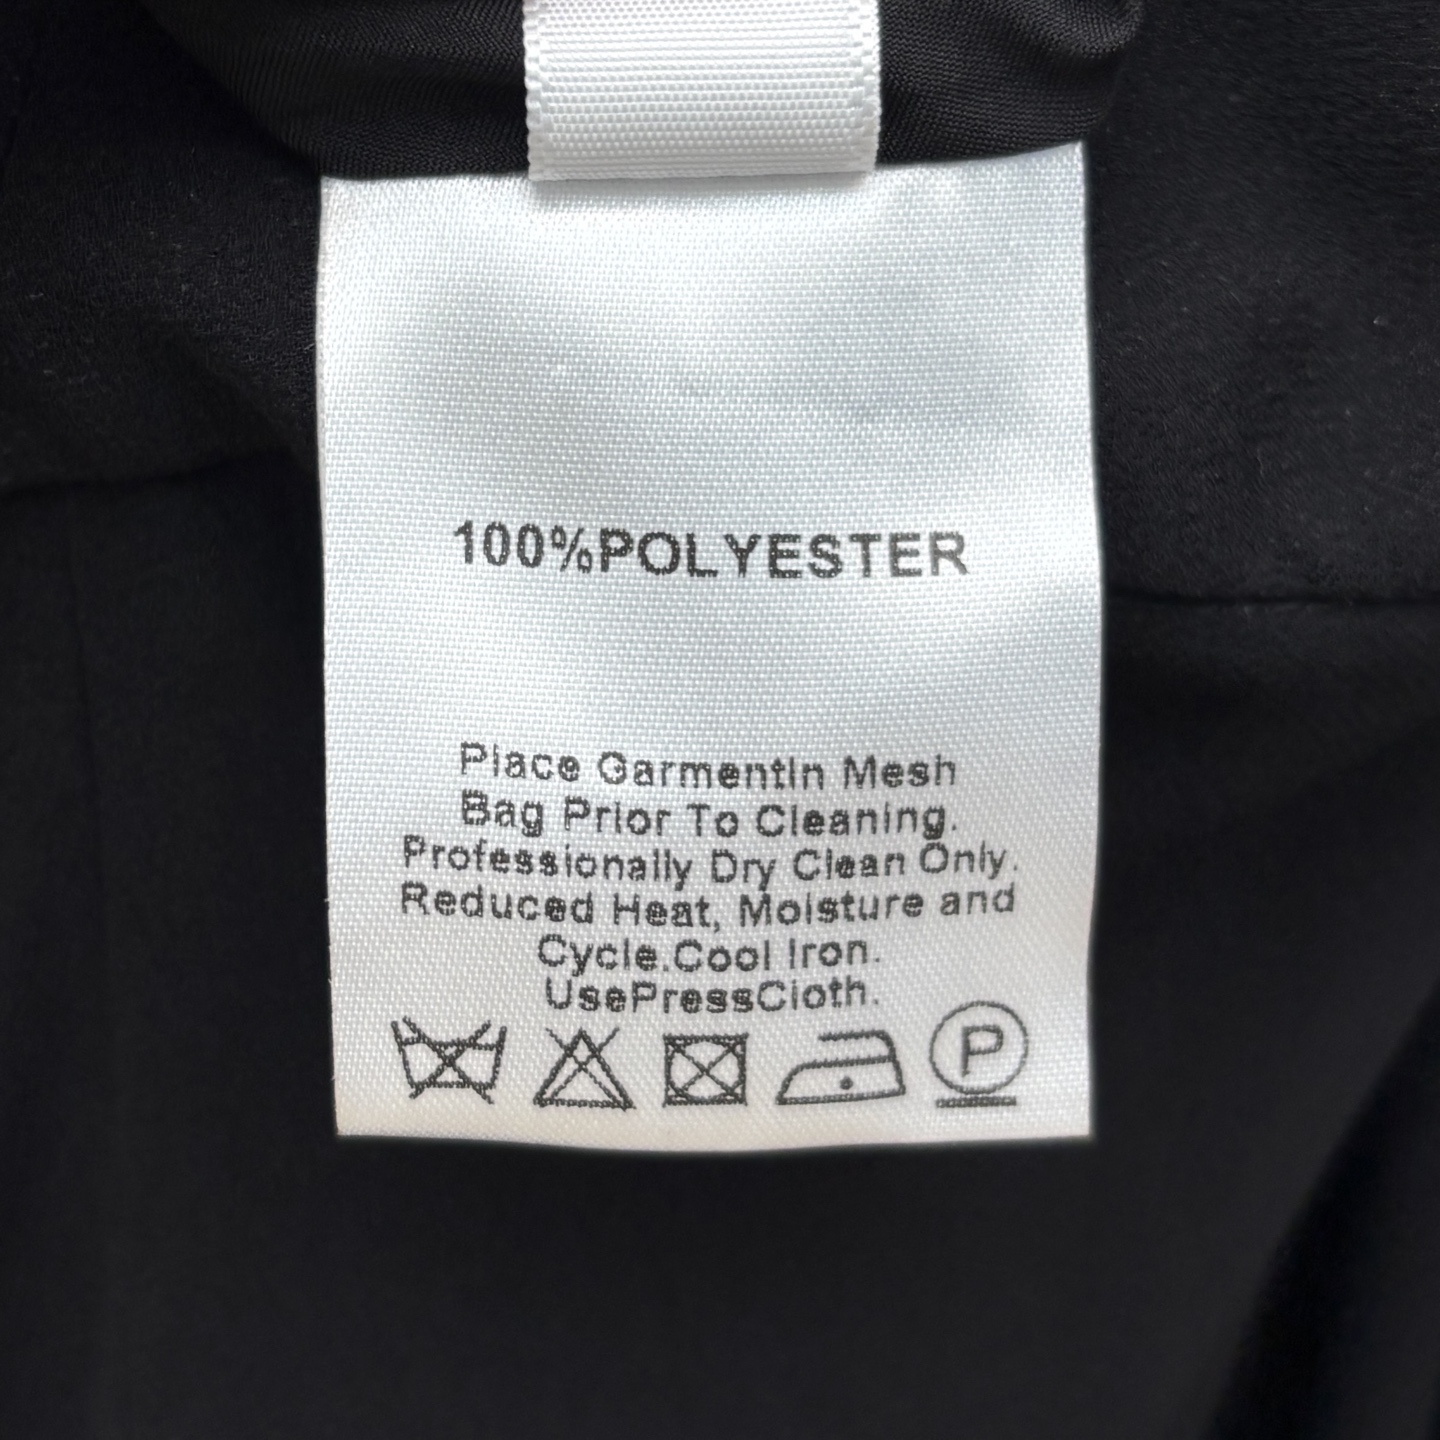 100%POLYESTER
Place GarmentIn Mesh
Bag Prior To Cleaning.
Professionally Dry Clean Only.
Reduced Heat, Moisture and
Cycle.Cool Iron.
UsePressCloth.
P